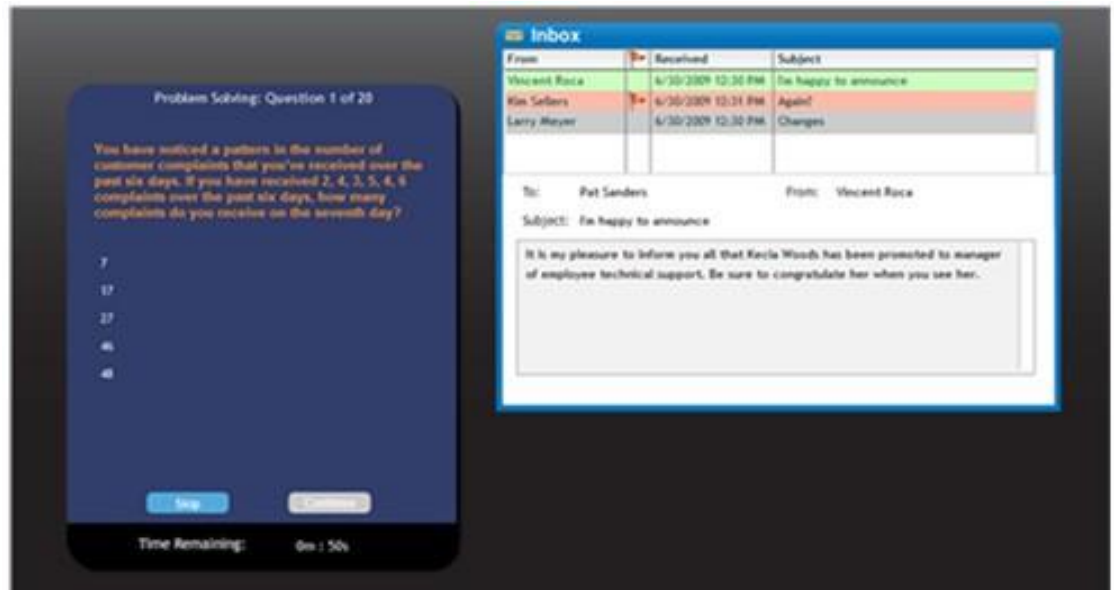 Problem Solving: Question 1 of 20
You have noticed a pattern in the number of
customer complaints that you've received over the
past six days. If you have received 2, 4, 3, 5, 4, 6
complaints over the past six days, how many
complaints do you receive on the seventh day?
7
17
27
46
48
Skip
Continue
Time Remaining: 0m : 50s
Inbox
From Received Subject
Vincent Roca 6/30/2009 12:30 PM I'm happy to announce
Kim Sellers 6/30/2009 12:31 PM Again?
Larry Meyer 6/30/2009 12:30 PM Changes
To: Pat Sanders From: Vincent Roca
Subject: I'm happy to announce
It is my pleasure to inform you all that Kecia Woods has been promoted to manager
of employee technical support. Be sure to congratulate her when you see her.